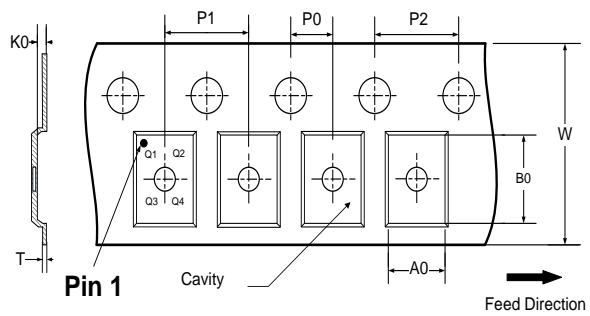 K0
P1
P0
P2
Q1 Q2
Q3 Q4
W
B0
T
Pin 1
Cavity
A0
Feed Direction